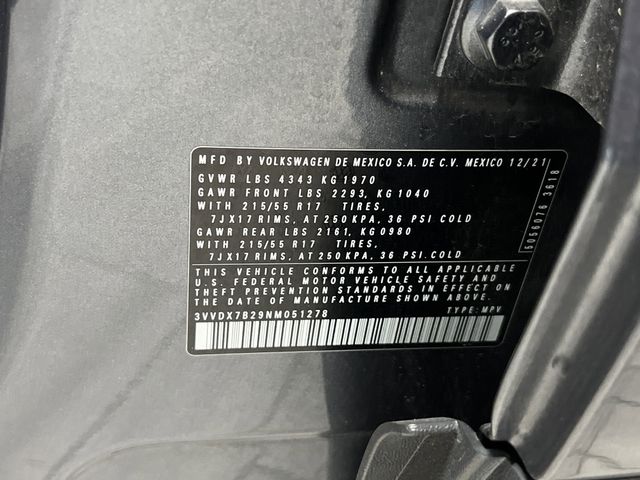 MFD BY VOLKSWAGEN DE MEXICO S.A. DE C.V. MEXICO 12/21
GVWR LBS 4343 KG 1970
GAWR FRONT LBS 2293, KG 1040
WITH 215/55 R17 TIRES,
7JX17 RIMS, AT 250 KPA, 36 PSI COLD
GAWR REAR LBS 2161, KG 0980
WITH 215/55 R17 TIRES,
7JX17 RIMS, AT 250 KPA, 36 PSI.COLD
THIS VEHICLE CONFORMS TO ALL APPLICABLE
U.S. FEDERAL MOTOR VEHICLE SAFETY AND
THEFT PREVENTION STANDARDS IN EFFECT ON
THE DATE OF MANUFACTURE SHOWN ABOVE.
3VVDX7B29NM051278 TYPE: MPV
5056076 3618